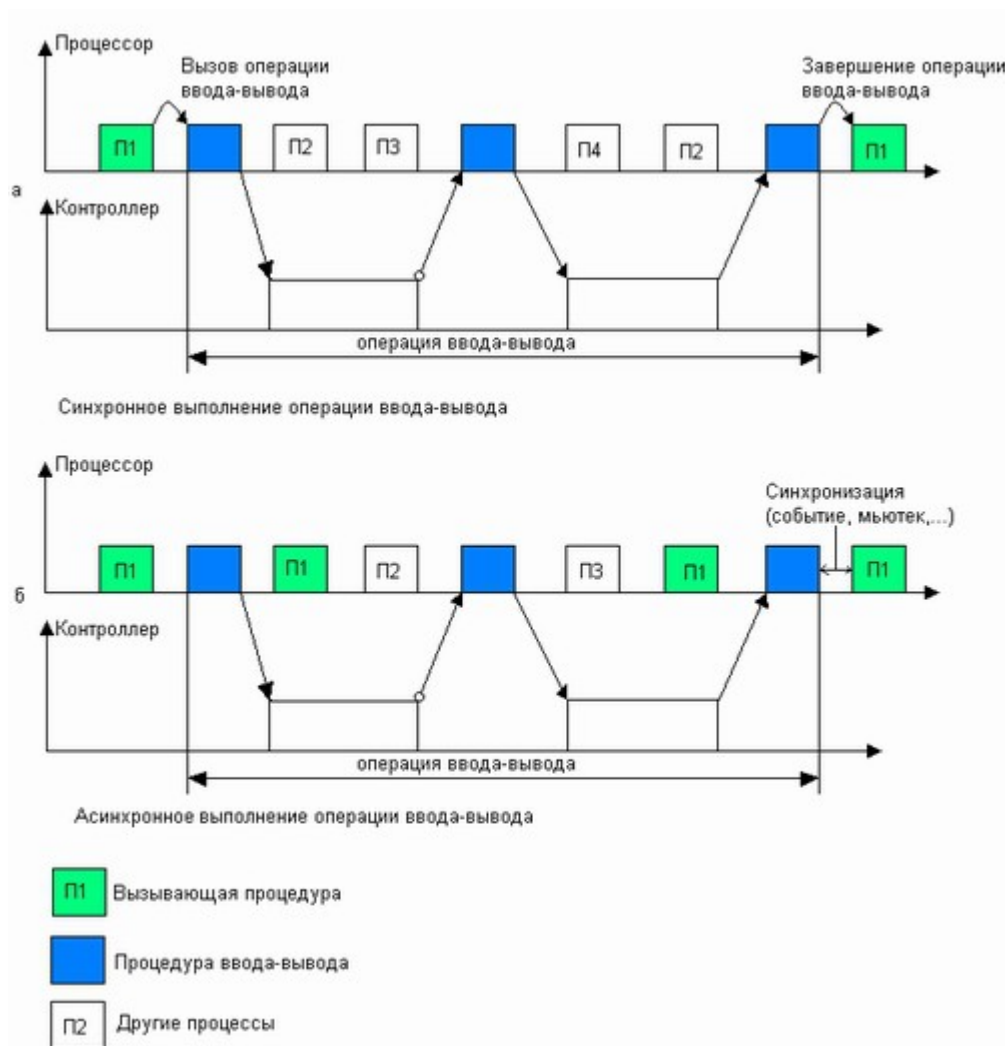 Процессор
Вызов операции
ввода-вывода
Завершение операции
ввода-вывода
П1
П2
П3
П4
П2
П1
а
Контроллер
операция ввода-вывода
Синхронное выполнение операции ввода-вывода
Процессор
Синхронизация
(событие, мьютек,...)
П1
П1
П2
П3
П1
П1
б
Контроллер
операция ввода-вывода
Асинхронное выполнение операции ввода-вывода
П1 Вызывающая процедура
Процедура ввода-вывода
П2 Другие процессы